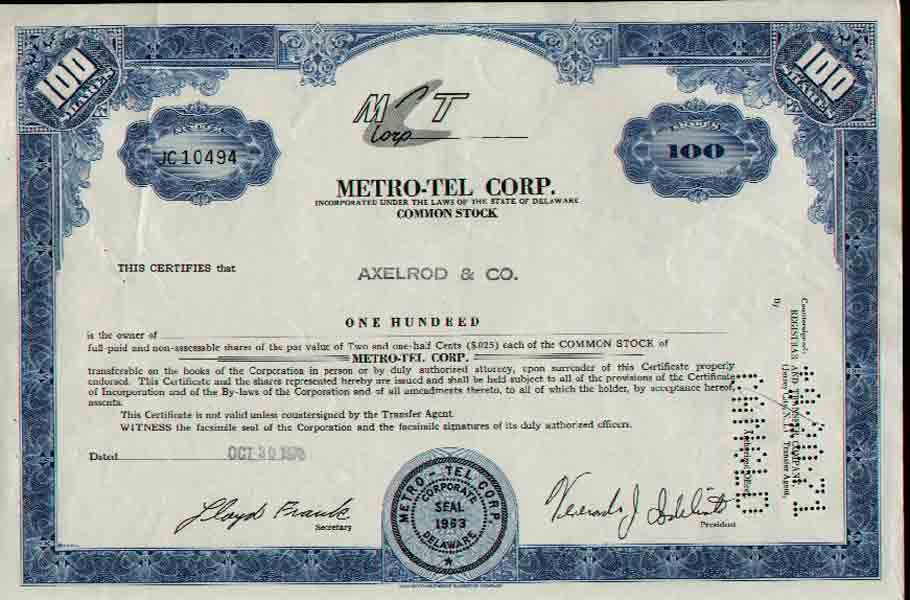 100 SHARES
100 SHARES
NUMBER
JC10494
MCT
Corp
SHARES
100
METRO-TEL CORP.
INCORPORATED UNDER THE LAWS OF THE STATE OF DELAWARE
COMMON STOCK
THIS CERTIFIES that
AXELROD & CO.
ONE HUNDRED
is the owner of
full-paid and non-assessable shares of the par value of Two and one-half Cents ($.025) each of the COMMON STOCK of
METRO-TEL CORP.
transferable on the books of the Corporation in person or by duly authorized attorney, upon surrender of this Certificate properly
endorsed. This Certificate and the shares represented hereby are issued and shall be held subject to all of the provisions of the Certificate
of Incorporation and of the By-laws of the Corporation and of all amendments thereto, to all of which the holder, by acceptance hereof,
assents.
This Certificate is not valid unless countersigned by the Transfer Agent.
WITNESS the facsimile seal of the Corporation and the facsimile signatures of its duly authorized officers.
Dated
OCT 30
Lloyd Frank
Secretary
METRO-TEL CORP
CORPORATE
SEAL
1963
DELAWARE
President
Countersigned:
REGISTRAR AND TRANSFER COMPANY
(Jersey City, N.J.) Transfer Agent,
By